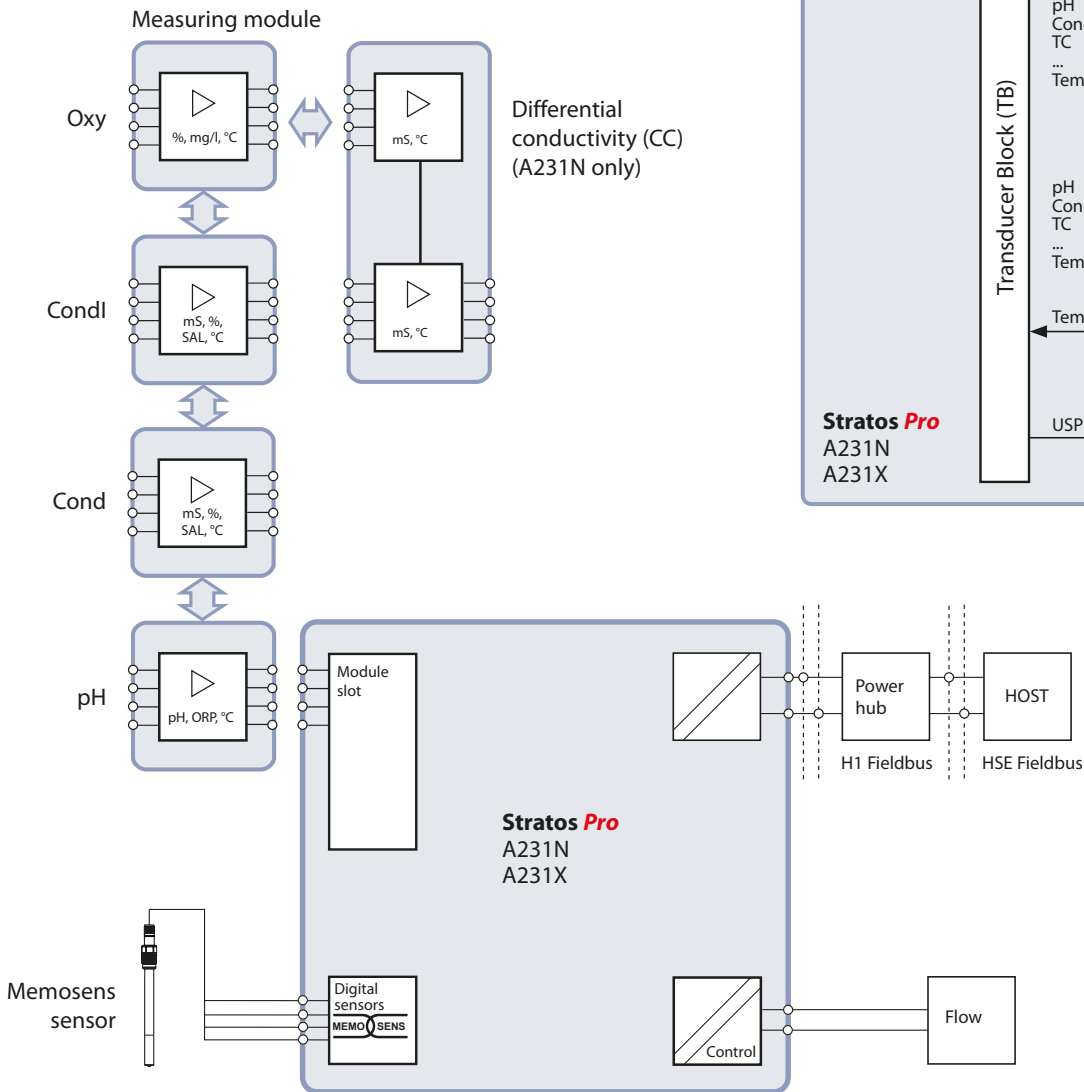 Measuring module
Oxy
%, mg/l, °C
mS, °C
mS, °C
Differential
conductivity (CC)
(A231N only)
CondI
mS, %,
SAL, °C
Cond
mS, %,
SAL, °C
pH
pH, ORP, °C
Transducer Block (TB)
pH
TC
...
pH
TC
...
USP
Stratos Pro
A231N
A231X
Module
slot
Power
hub
HOST
H1 Fieldbus
HSE Fieldbus
Stratos Pro
A231N
A231X
Memosens
sensor
Digital
sensors
MEMO SENS
Control
Flow